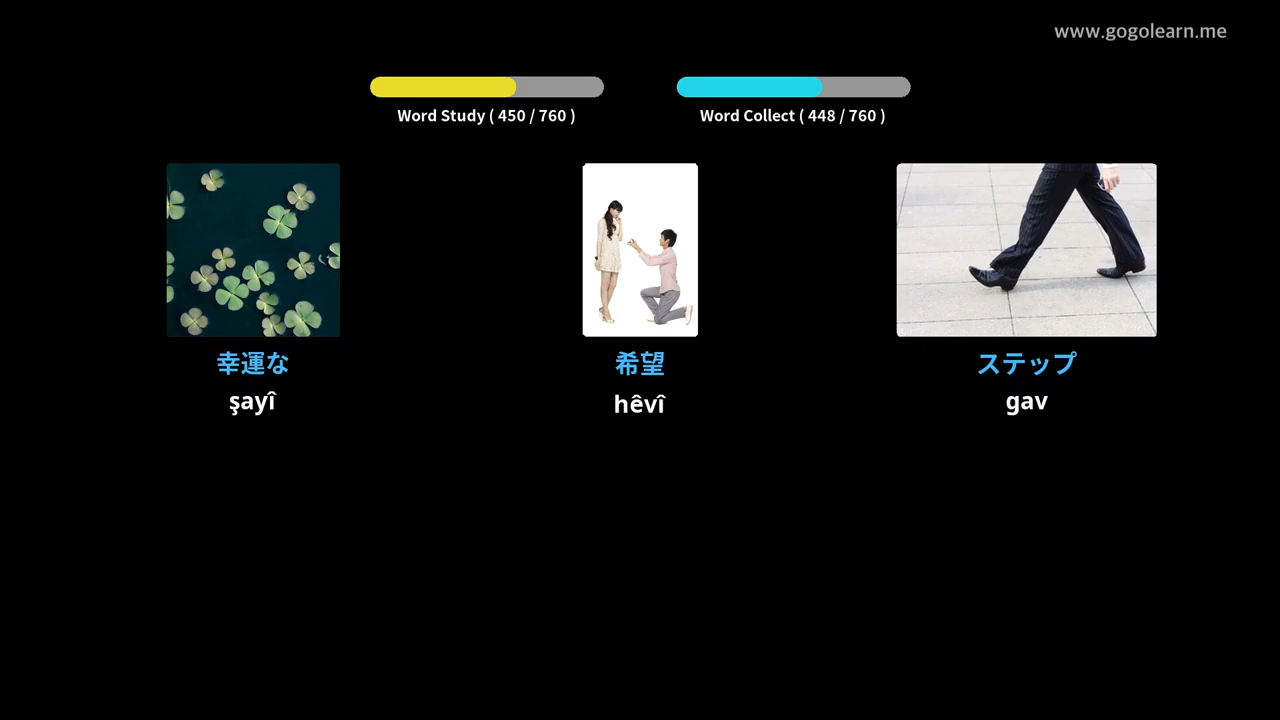 www.gogolearn.me
Word Study ( 450 / 760 )
Word Collect ( 448 / 760 )
幸運な
şayî
希望
hêvî
ステップ
gav